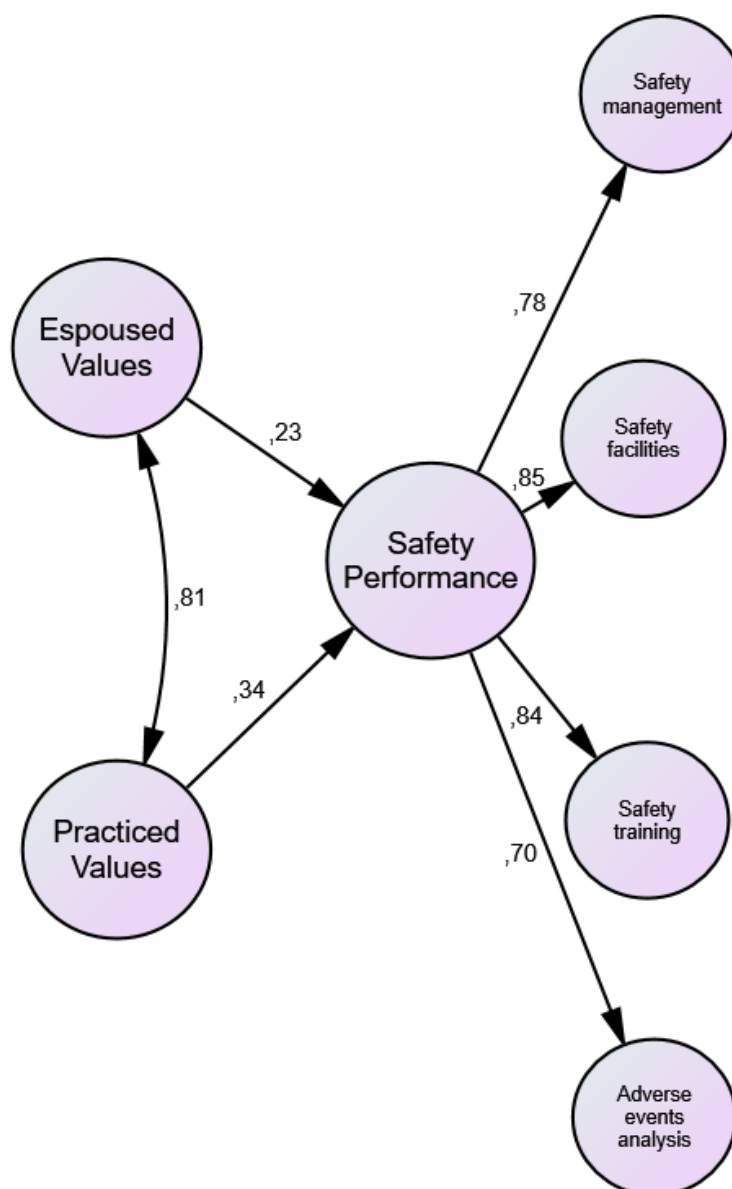 Safety
management
,78
Espoused
Values
Safety
facilities
,23
,85
Safety
Performance
,81
,34
,84
Safety
training
Practiced
Values
,70
Adverse
events
analysis